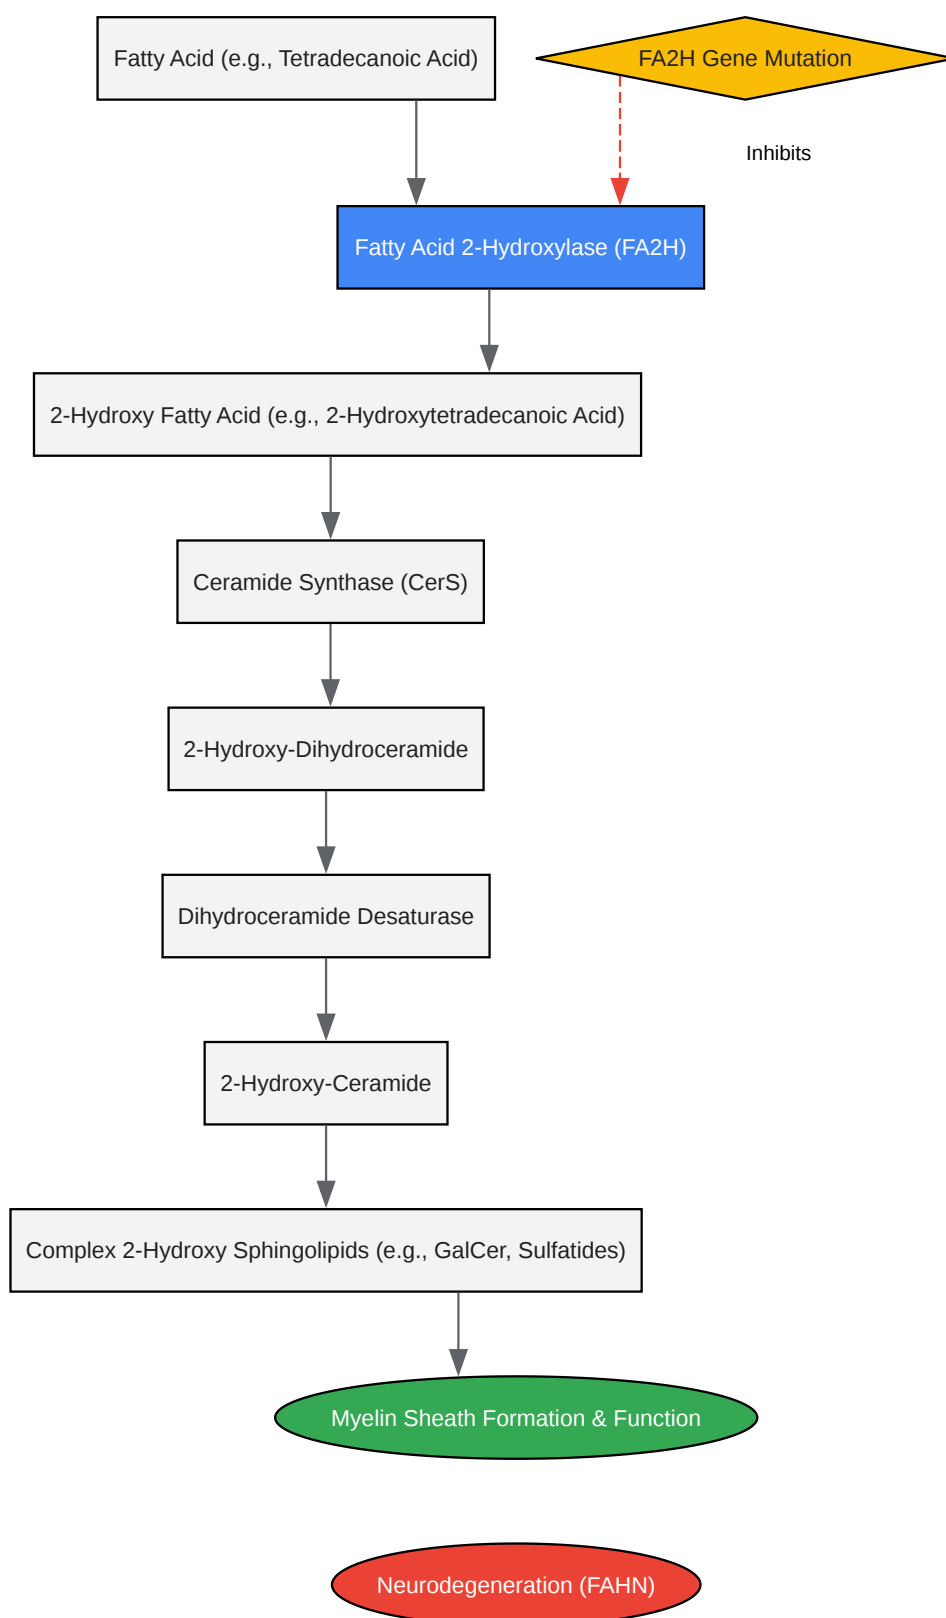 Fatty Acid (e.g., Tetradecanoic Acid)
FA2H Gene Mutation
Inhibits
Fatty Acid 2-Hydroxylase (FA2H)
2-Hydroxy Fatty Acid (e.g., 2-Hydroxytetradecanoic Acid)
Ceramide Synthase (CerS)
2-Hydroxy-Dihydroceramide
Dihydroceramide Desaturase
2-Hydroxy-Ceramide
Complex 2-Hydroxy Sphingolipids (e.g., GalCer, Sulfatides)
Myelin Sheath Formation & Function
Neurodegeneration (FAHN)